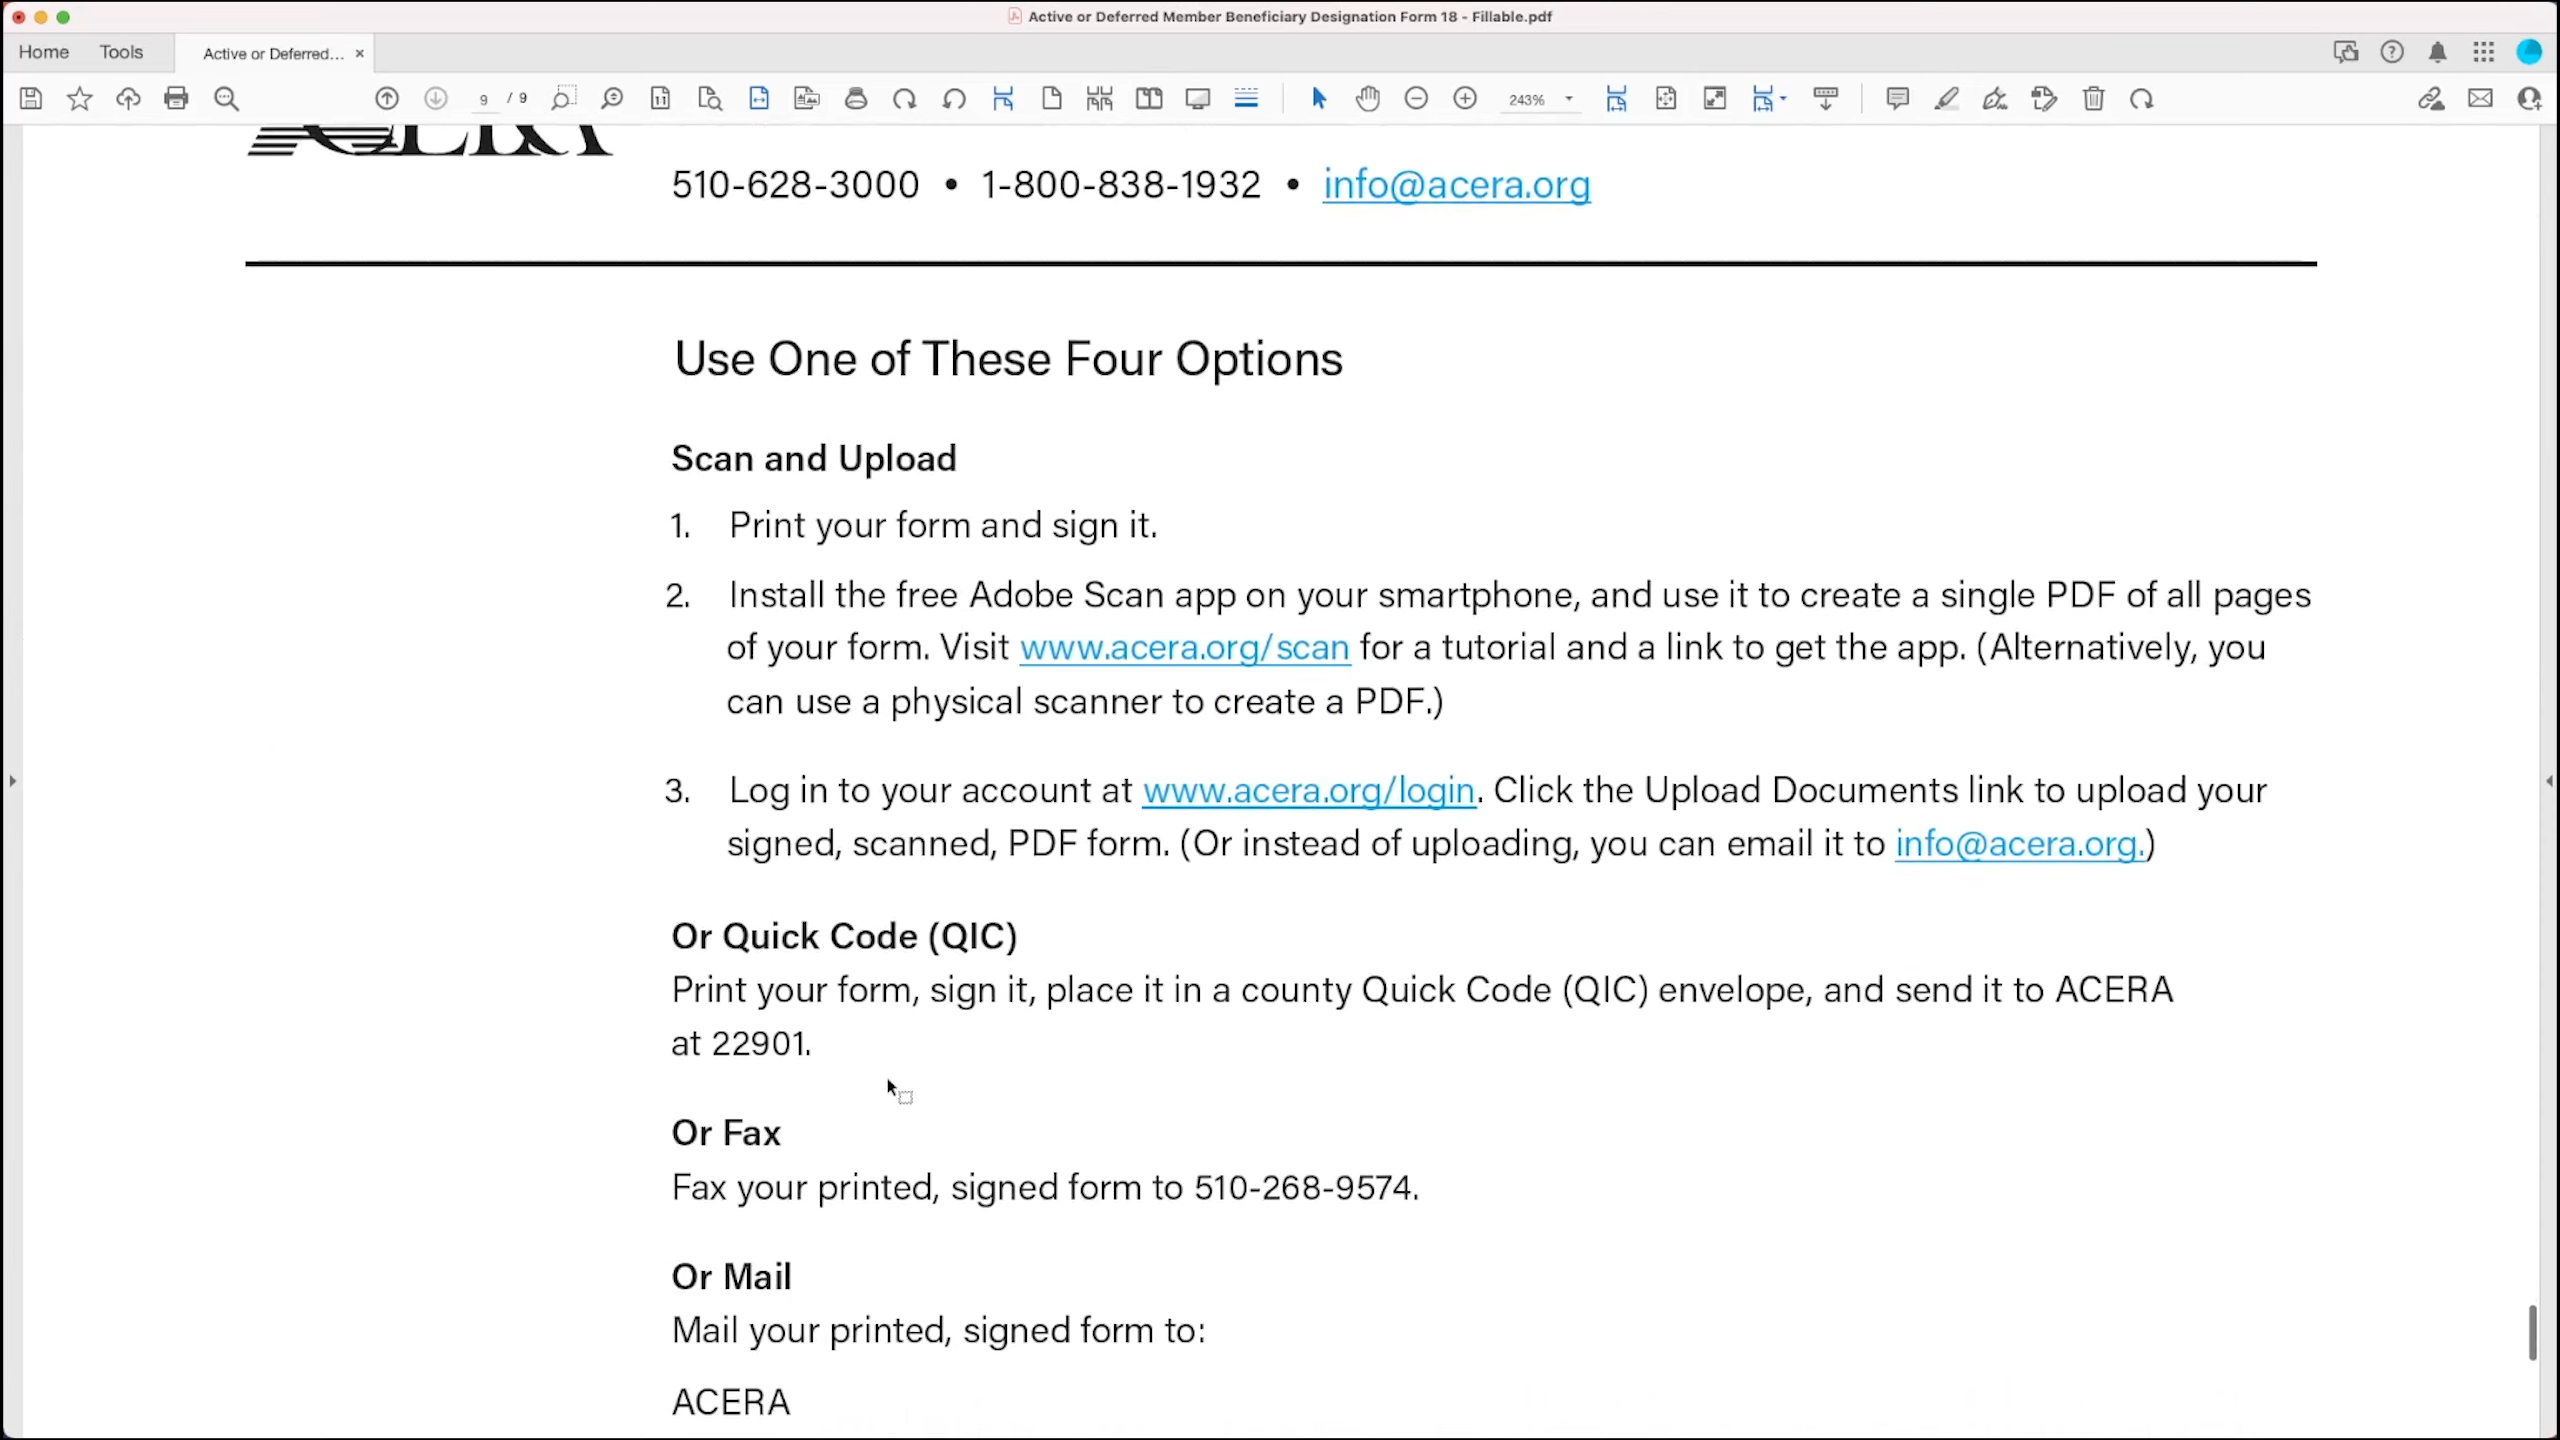 Active or Deferred Member Beneficiary Designation Form 18 - Fillable.pdf
Home Tools Active or Deferred... ×
9 / 9 243%
510-628-3000 • 1-800-838-1932 • info@acera.org
Use One of These Four Options
Scan and Upload
1. Print your form and sign it.
2. Install the free Adobe Scan app on your smartphone, and use it to create a single PDF of all pages
of your form. Visit www.acera.org/scan for a tutorial and a link to get the app. (Alternatively, you
can use a physical scanner to create a PDF.)
3. Log in to your account at www.acera.org/login. Click the Upload Documents link to upload your
signed, scanned, PDF form. (Or instead of uploading, you can email it to info@acera.org.)
Or Quick Code (QIC)
Print your form, sign it, place it in a county Quick Code (QIC) envelope, and send it to ACERA
at 22901.
Or Fax
Fax your printed, signed form to 510-268-9574.
Or Mail
Mail your printed, signed form to:
ACERA